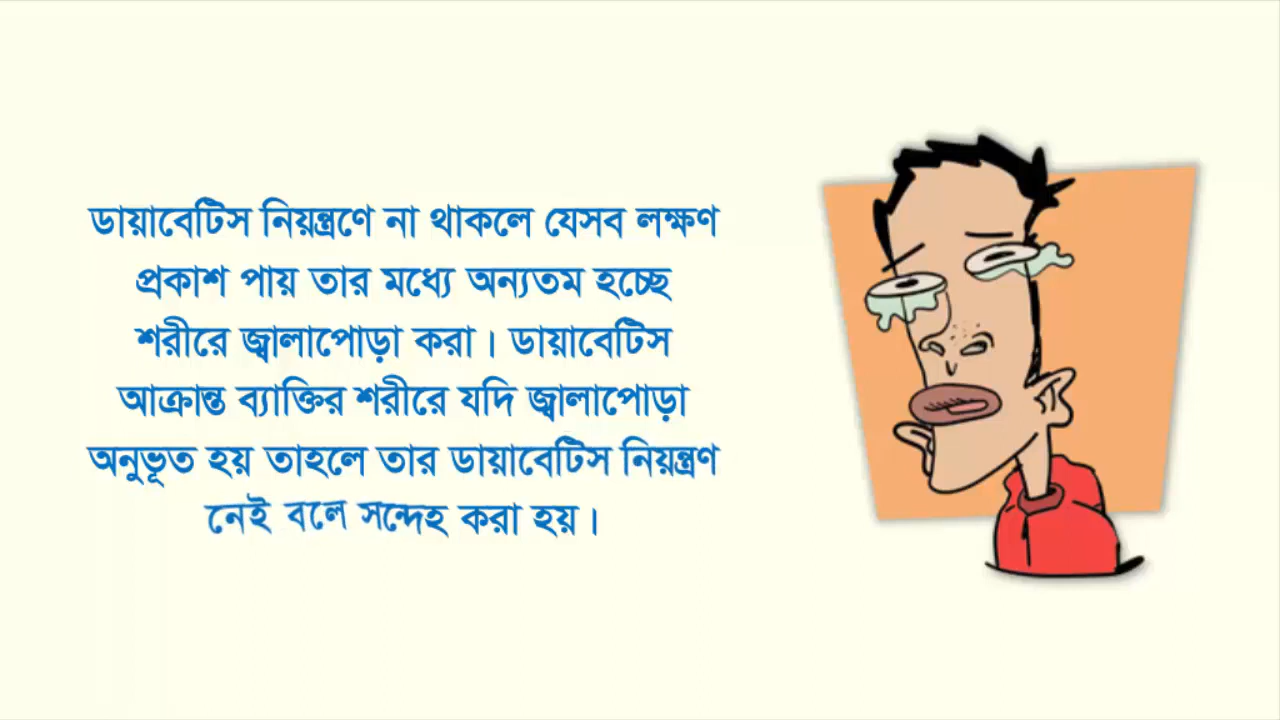 ডায়াবেটিস নিয়ন্ত্রণে না থাকলে যেসব লক্ষণ
প্রকাশ পায় তার মধ্যে অন্যতম হচ্ছে
শরীরে জ্বালাপোড়া করা। ডায়াবেটিস
আক্রান্ত ব্যাক্তির শরীরে যদি জ্বালাপোড়া
অনুভূত হয় তাহলে তার ডায়াবেটিস নিয়ন্ত্রণ
নেই বলে সন্দেহ করা হয়।